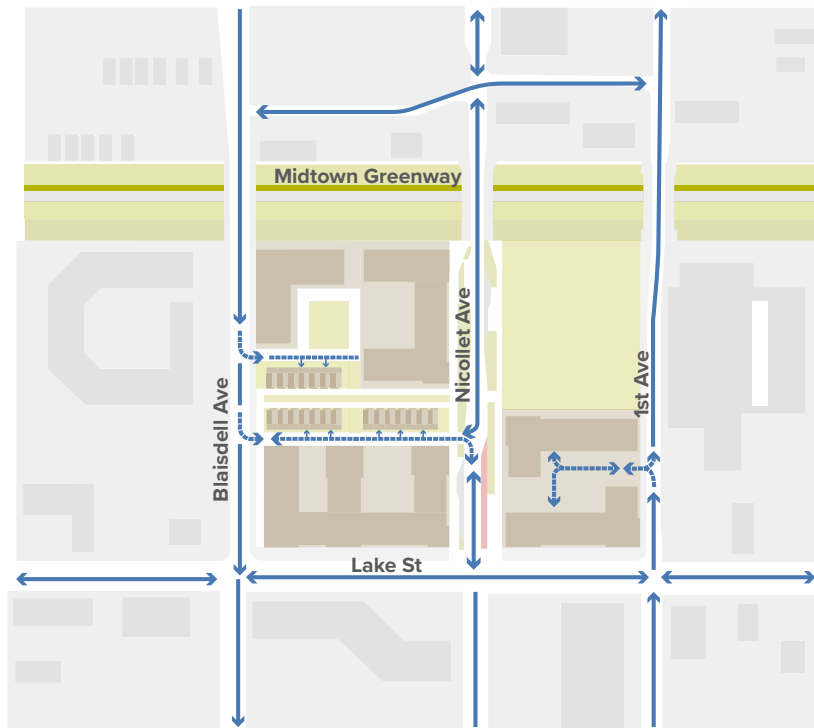 Midtown Greenway
Nicollet Ave
1st Ave
Blaisdell Ave
Lake St